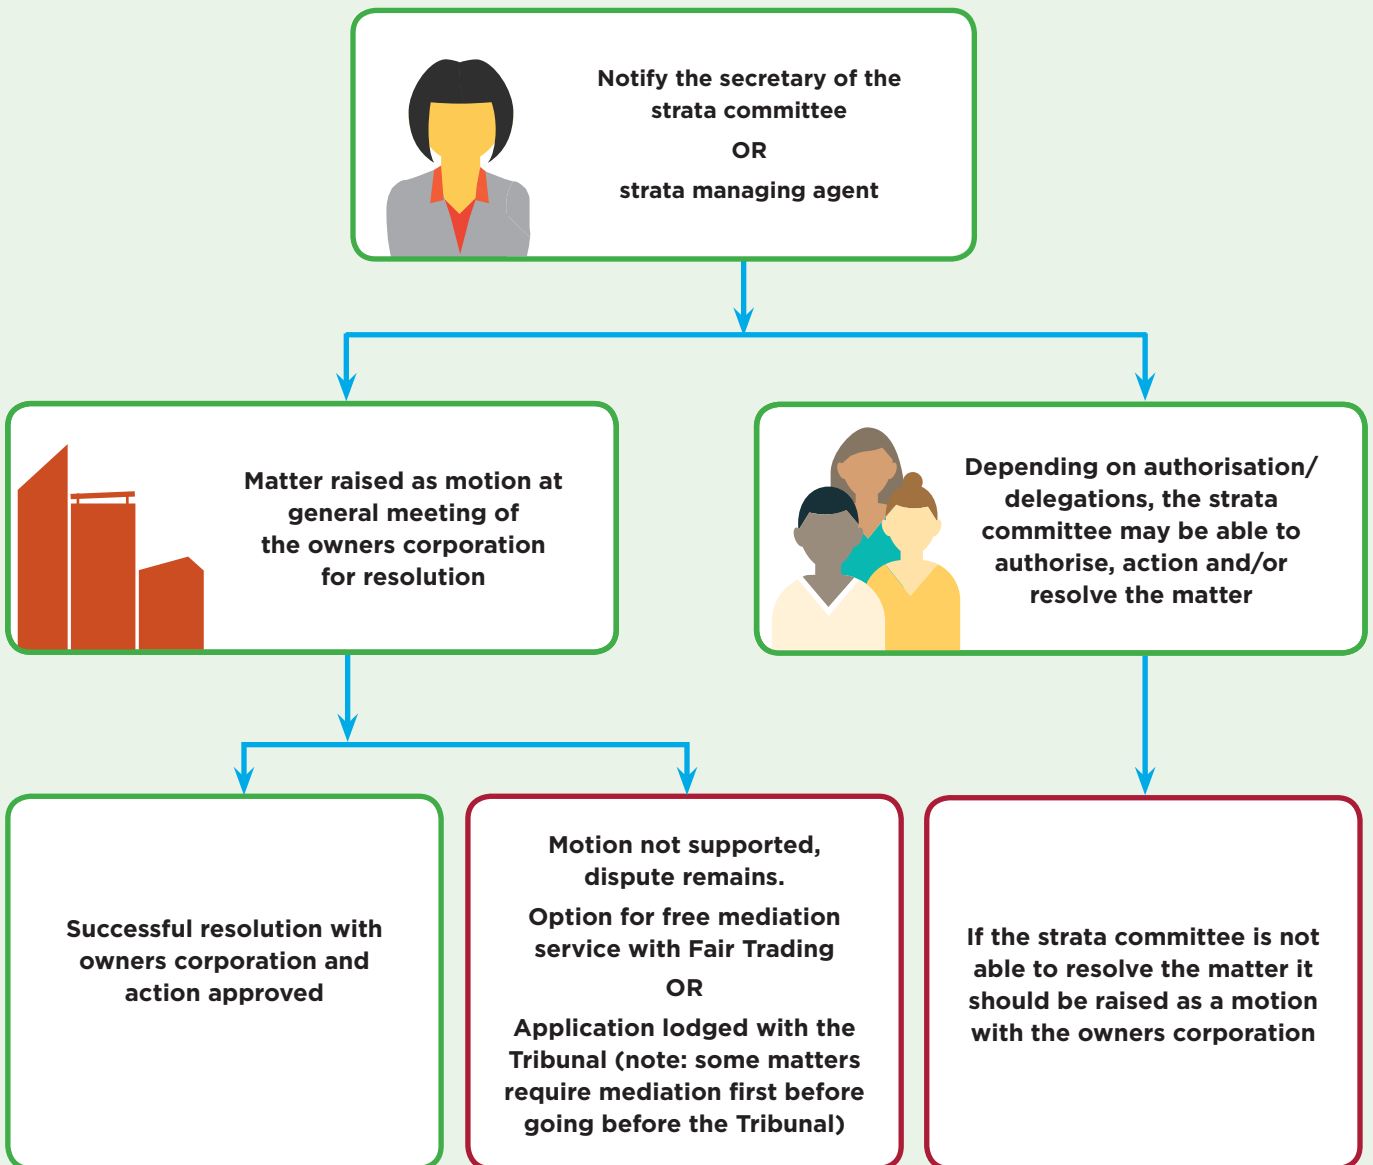 Notify the secretary of the
strata committee
OR
strata managing agent
Matter raised as motion at
general meeting of
the owners corporation
for resolution
Depending on authorisation/
delegations, the strata
committee may be able to
authorise, action and/or
resolve the matter
Successful resolution with
owners corporation and
action approved
Motion not supported,
dispute remains.
Option for free mediation
service with Fair Trading
OR
Application lodged with the
Tribunal (note: some matters
require mediation first before
going before the Tribunal)
If the strata committee is not
able to resolve the matter it
should be raised as a motion
with the owners corporation